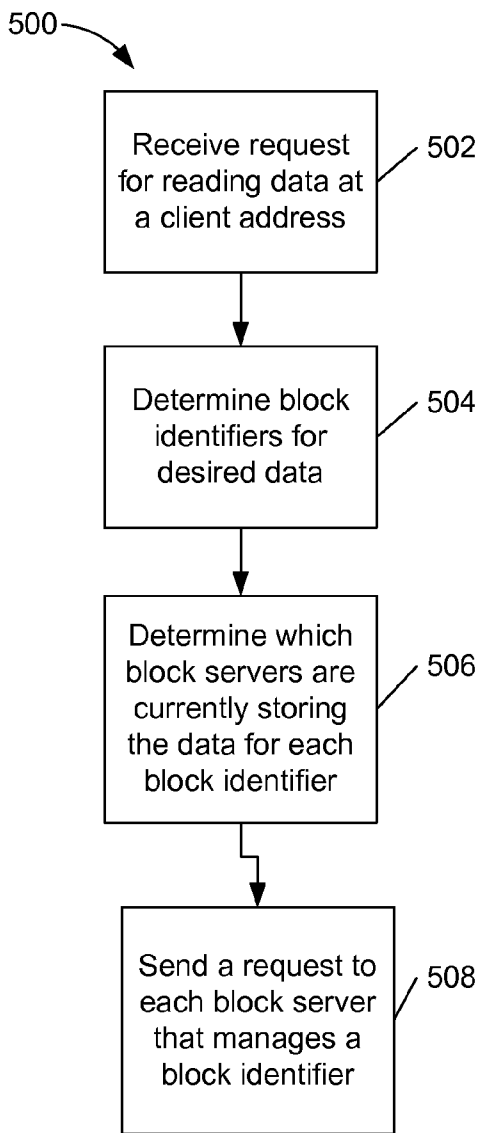 500
Receive request
for reading data at
a client address
502
Determine block
identifiers for
desired data
504
Determine which
block servers are
currently storing
the data for each
block identifier
506
Send a request to
each block server
that manages a
block identifier
508